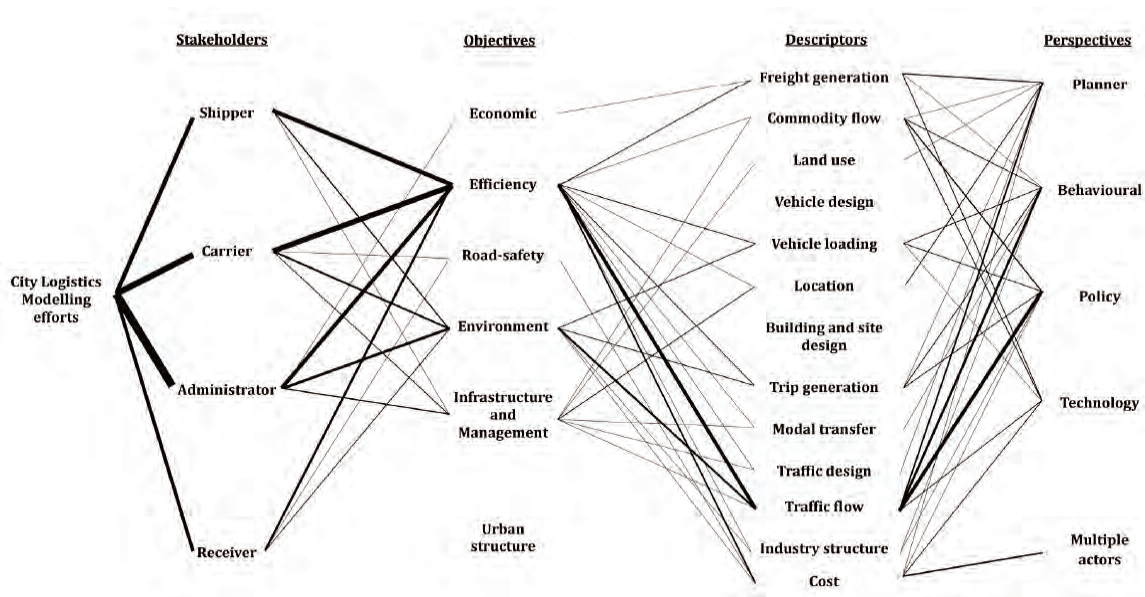 Stakeholders
Objectives
Descriptors
Perspectives
City Logistics
Modelling
efforts
Shipper
Carrier
Administrator
Receiver
Economic
Efficiency
Road-safety
Environment
Infrastructure
and
Management
Urban
structure
Freight generation
Commodity flow
Land use
Vehicle design
Vehicle loading
Location
Building and site
design
Trip generation
Modal transfer
Traffic design
Traffic flow
Industry structure
Cost
Planner
Behavioural
Policy
Technology
Multiple
actors